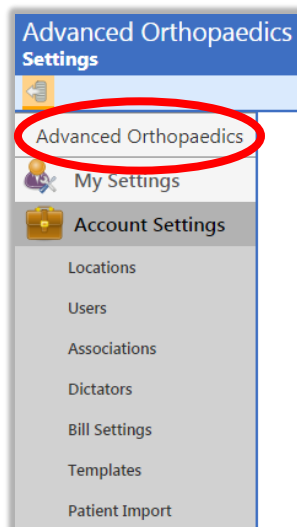 Advanced Orthopaedics
Settings
Advanced Orthopaedics
My Settings
Account Settings
Locations
Users
Associations
Dictators
Bill Settings
Templates
Patient Import